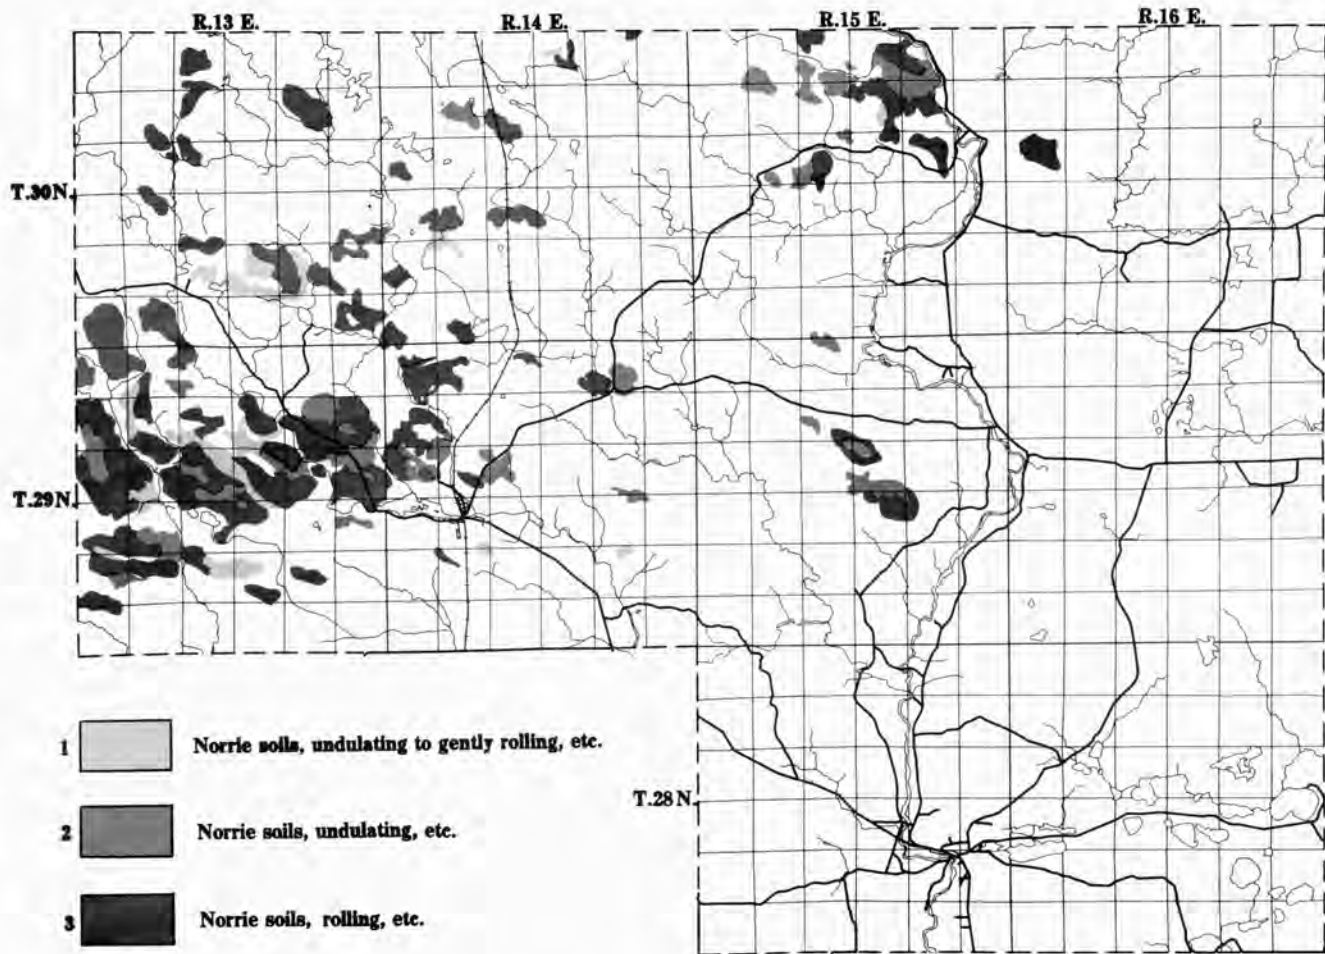 R.13 E. R.14 E. R.15 E. R.16 E.
T.30N.
T.29N.
T.28N.
1 Norrie soils, undulating to gently rolling, etc.
2 Norrie soils, undulating, etc.
3 Norrie soils, rolling, etc.